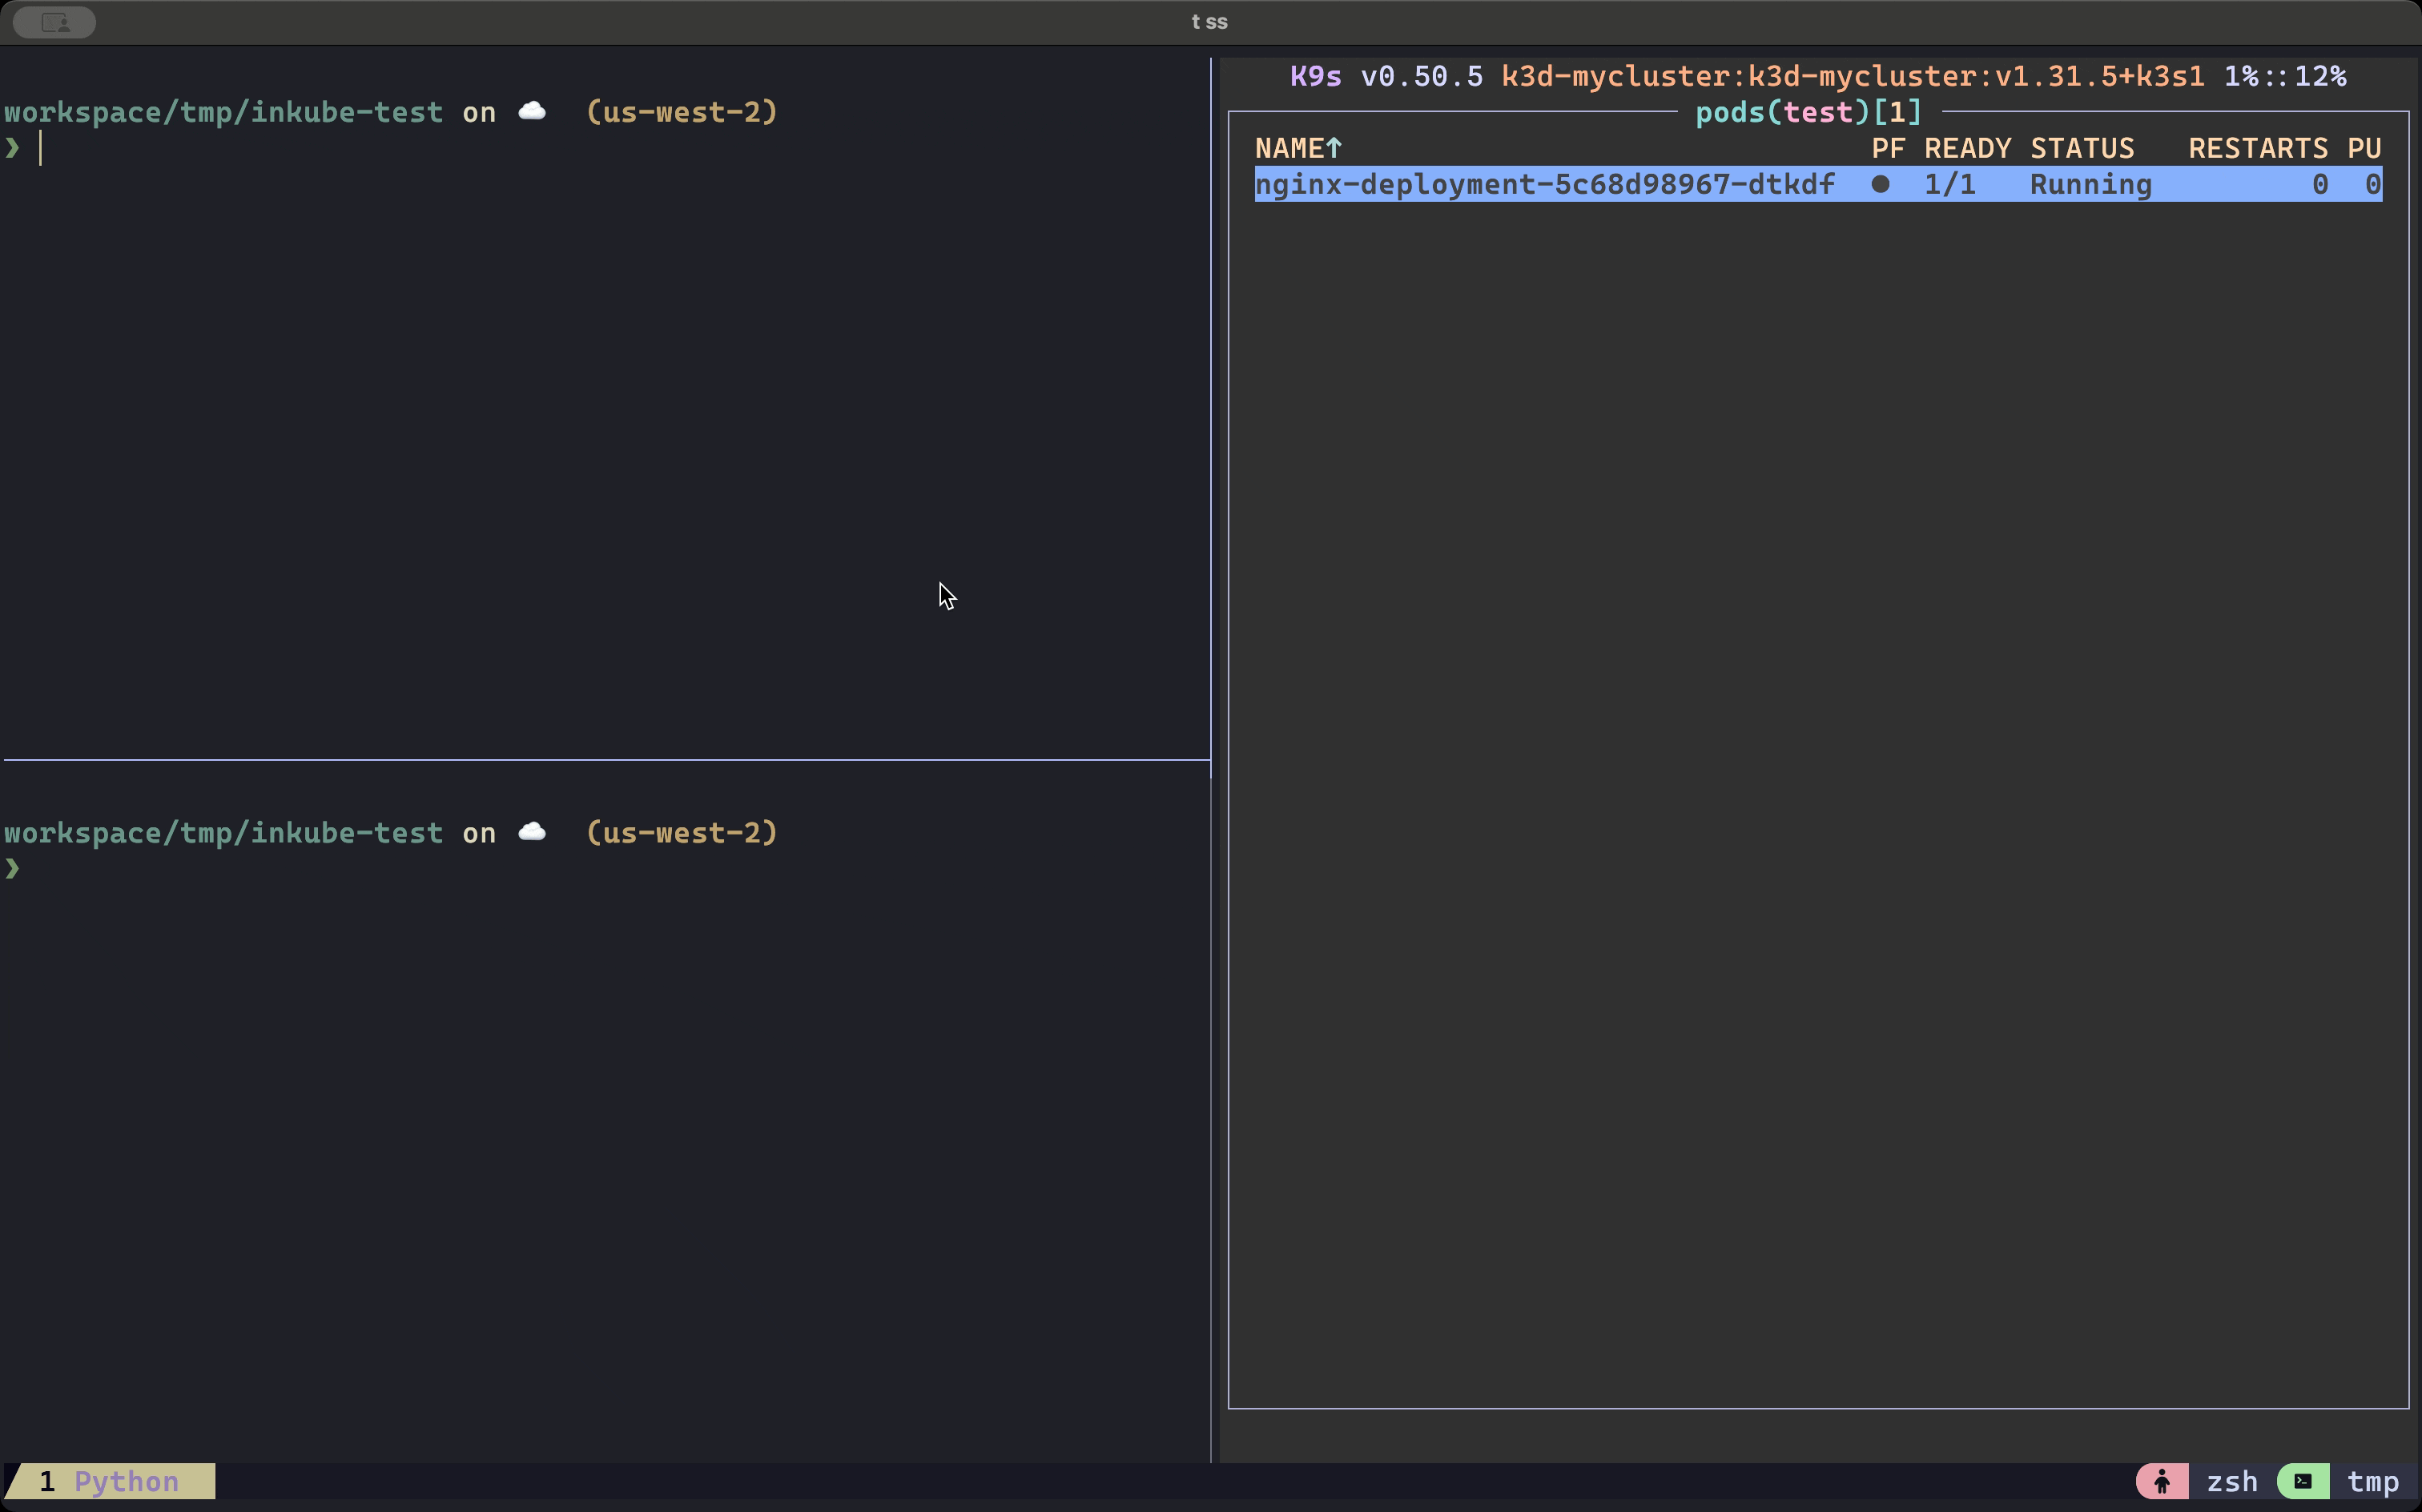 t ss
workspace/tmp/inkube-test on ☁️ (us-west-2)
❯
workspace/tmp/inkube-test on ☁️ (us-west-2)
❯
K9s v0.50.5 k3d-mycluster:k3d-mycluster:v1.31.5+k3s1 1%::12%
pods(test)[1]
NAME↑ PF READY STATUS RESTARTS PU
nginx-deployment-5c68d98967-dtkdf ● 1/1 Running 0 0
1 Python
zsh tmp